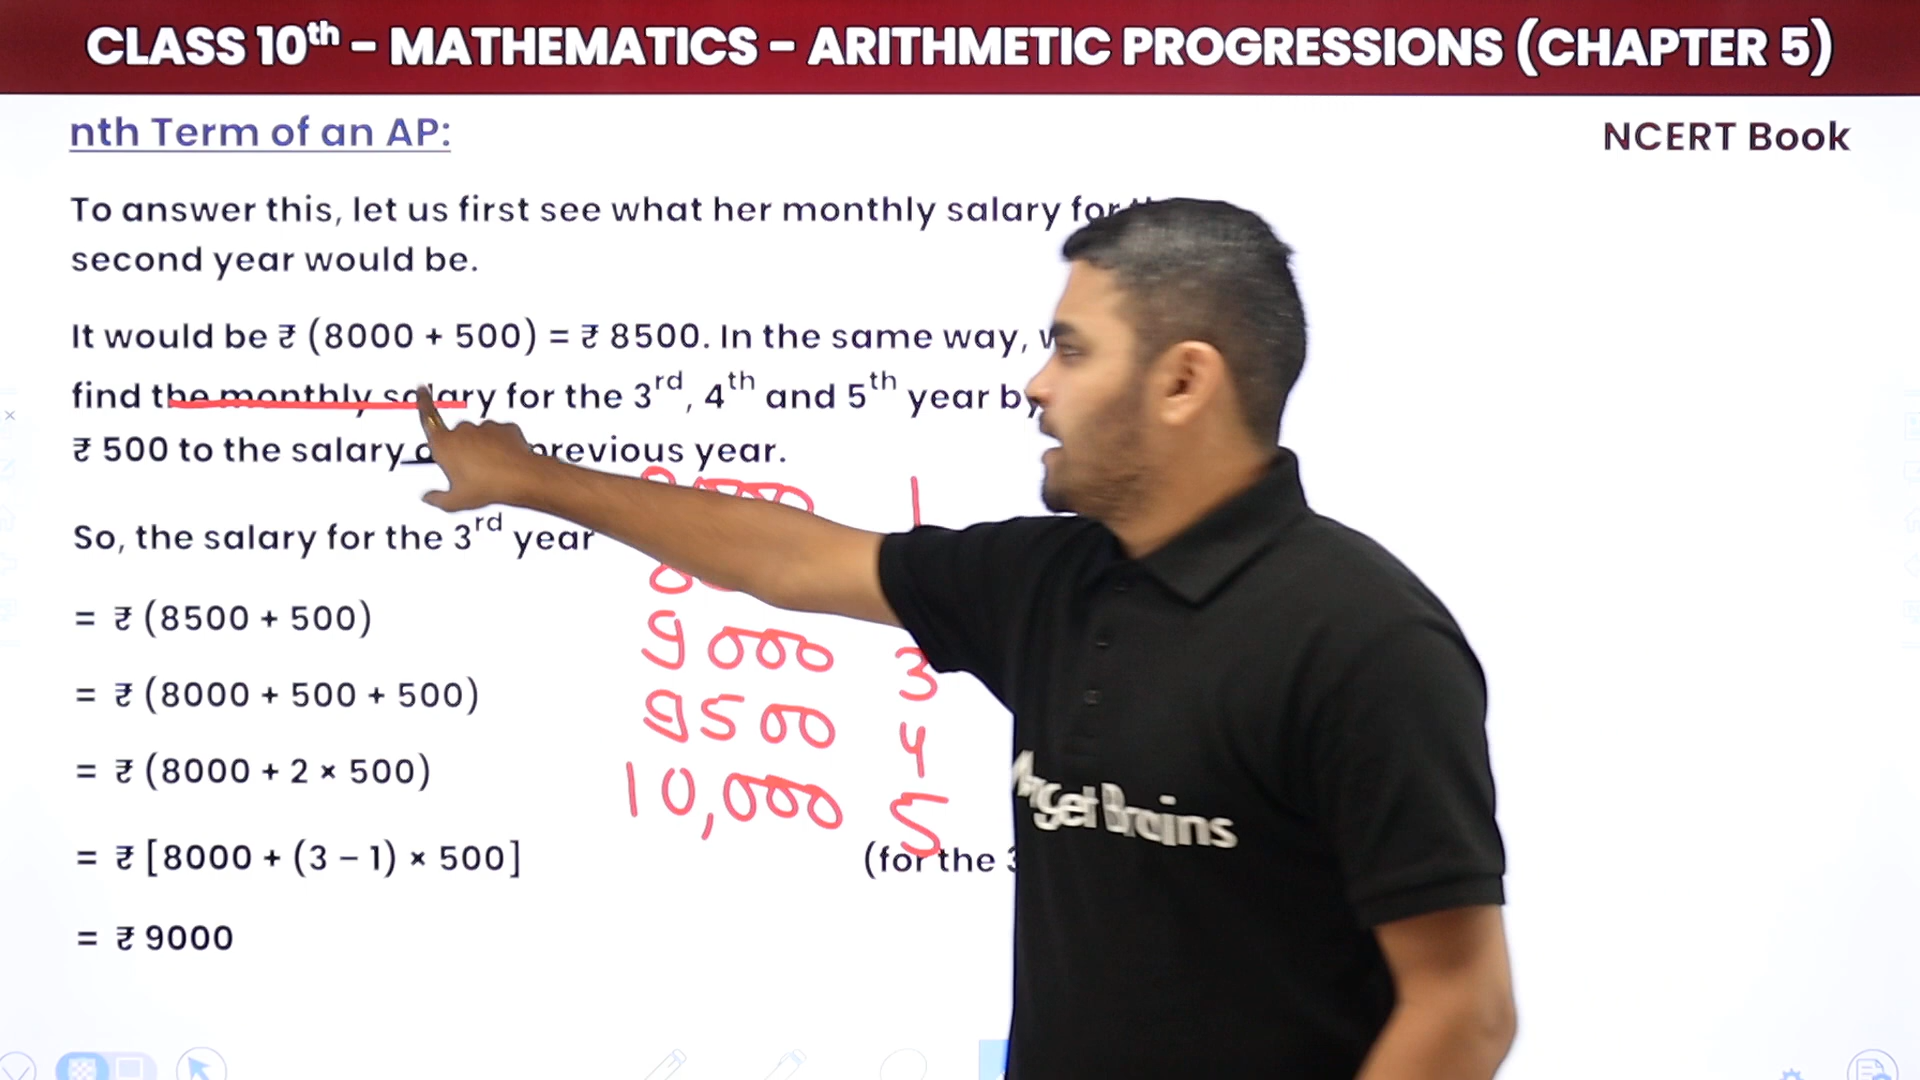 CLASS 10th – MATHEMATICS – ARITHMETIC PROGRESSIONS (CHAPTER 5)
nth Term of an AP:
NCERT Book
To answer this, let us first see what her monthly salary for
second year would be.
It would be ₹ (8000 + 500) = ₹ 8500. In the same way,
find the monthly salary for the 3rd, 4th and 5th year by
₹ 500 to the salary previous year.
1
So, the salary for the 3rd year
= ₹ (8500 + 500)
9000 3
= ₹ (8000 + 500 + 500)
9500 4
= ₹ (8000 + 2 × 500)
10,000 5
= ₹ [8000 + (3 – 1) × 500]
(for the 3
= ₹ 9000
Target Brains